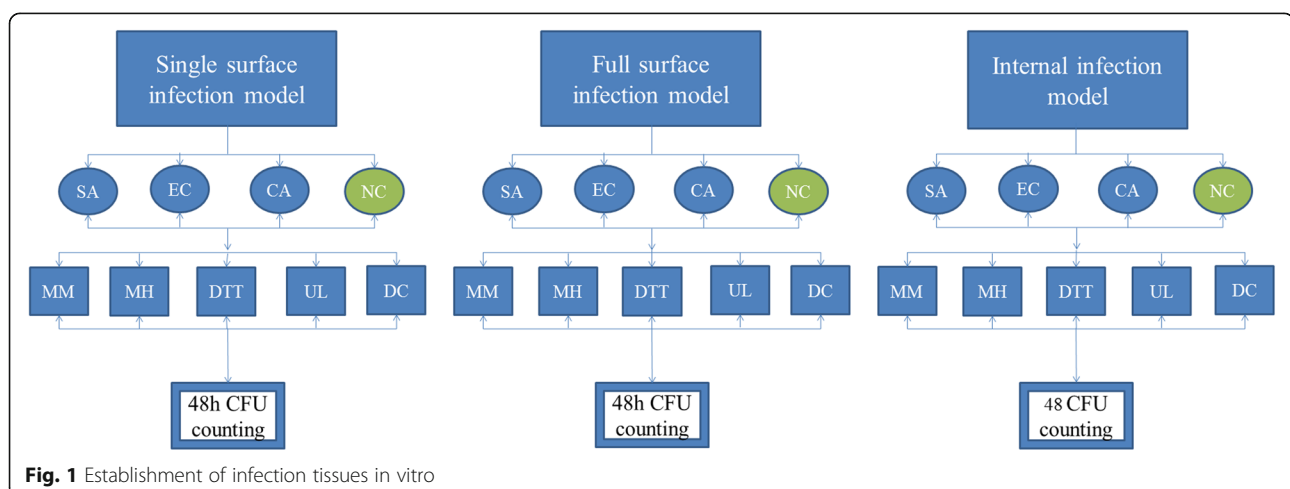 Single surface
infection model
Full surface
infection model
Internal infection
model
SA
EC
CA
NC
SA
EC
CA
NC
SA
EC
CA
NC
MM
MH
DTT
UL
DC
MM
MH
DTT
UL
DC
MM
MH
DTT
UL
DC
48h CFU
counting
48h CFU
counting
48 CFU
counting
Fig. 1 Establishment of infection tissues in vitro